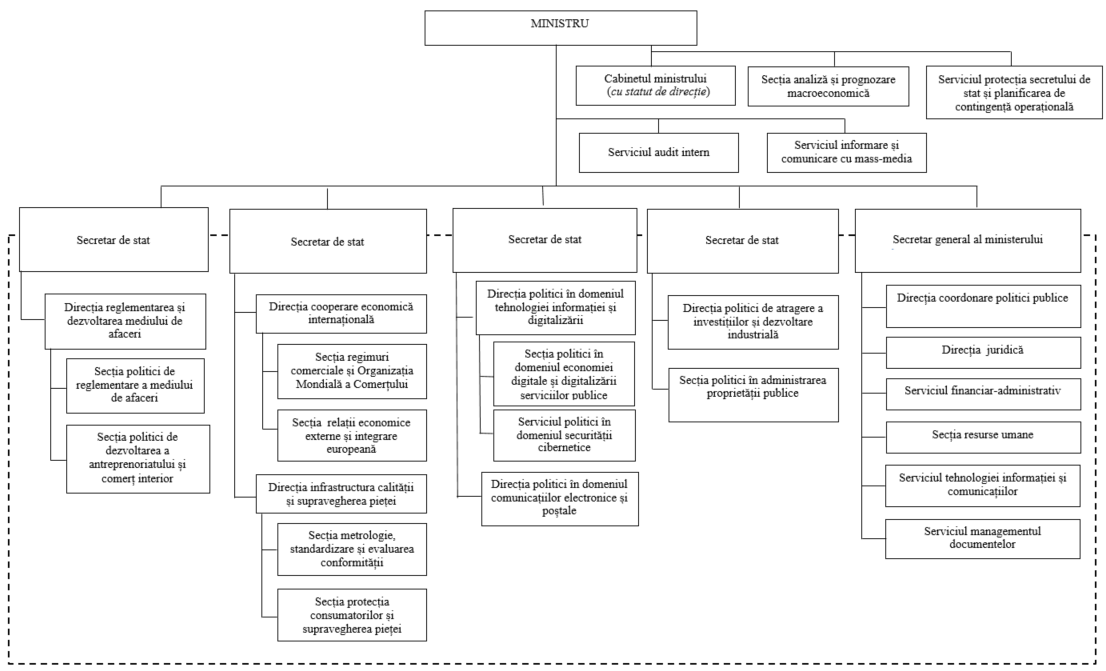 MINISTRU
Cabinetul ministrului
(cu statut de direcție)
Secția analiză și prognozare
macroeconomică
Serviciul protecția secretului de
stat și planificarea de
contingență operațională
Serviciul audit intern
Serviciul informare și
comunicare cu mass-media
Secretar de stat
Direcția reglementarea și
dezvoltarea mediului de
afaceri
Secția politici de
reglementare a mediului
de afaceri
Secția politici de
dezvoltarea a
antreprenoriatului și
comerț interior
Secretar de stat
Direcția cooperare economică
internațională
Secția regimuri
comerciale și Organizația
Mondială a Comerțului
Secția relații economice
externe și integrare
europeană
Direcția infrastructura calității
și supravegherea pieței
Secția metrologie,
standardizare și evaluarea
conformității
Secția protecția
consumatorilor și
supravegherea pieței
Secretar de stat
Direcția politici în domeniul
tehnologiei informației și
digitalizării
Secția politici în
domeniul economiei
digitale și digitalizării
serviciilor publice
Serviciul politici în
domeniul securității
cibernetice
Direcția politici în domeniul
comunicațiilor electronice și
poștale
Secretar de stat
Direcția politici de atragere a
investițiilor și dezvoltare
industrială
Secția politici în administrarea
proprietății publice
Secretar general al ministerului
Direcția coordonare politici publice
Direcția juridică
Serviciul financiar-administrativ
Secția resurse umane
Serviciul tehnologiei informației și
comunicațiilor
Serviciul managementul
documentelor